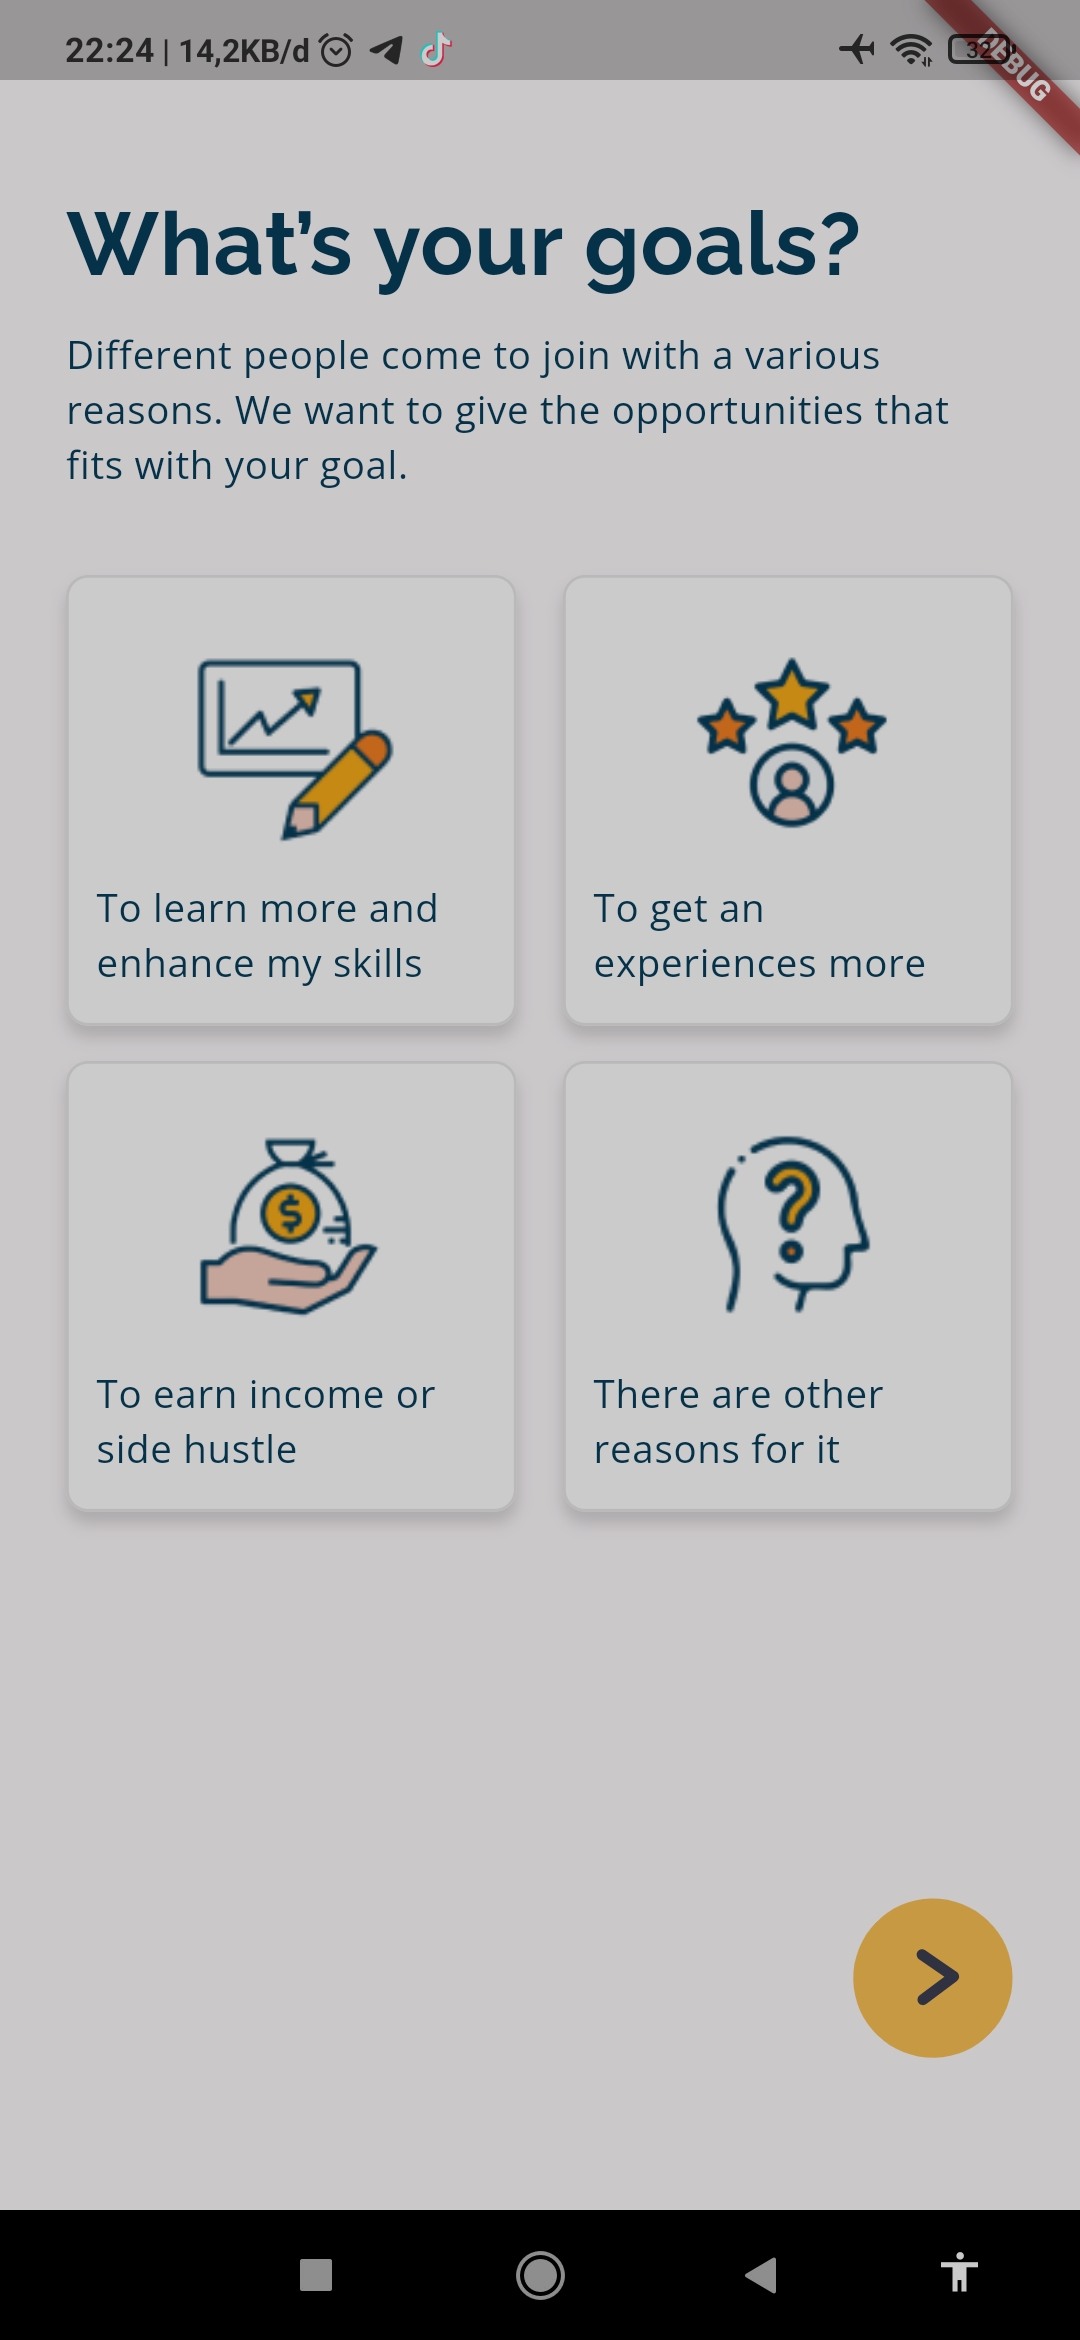 22:24 | 14,2KB/d
32
DEBUG
What’s your goals?
Different people come to join with a various
reasons. We want to give the opportunities that
fits with your goal.
To learn more and
enhance my skills
To get an
experiences more
$
To earn income or
side hustle
?
There are other
reasons for it